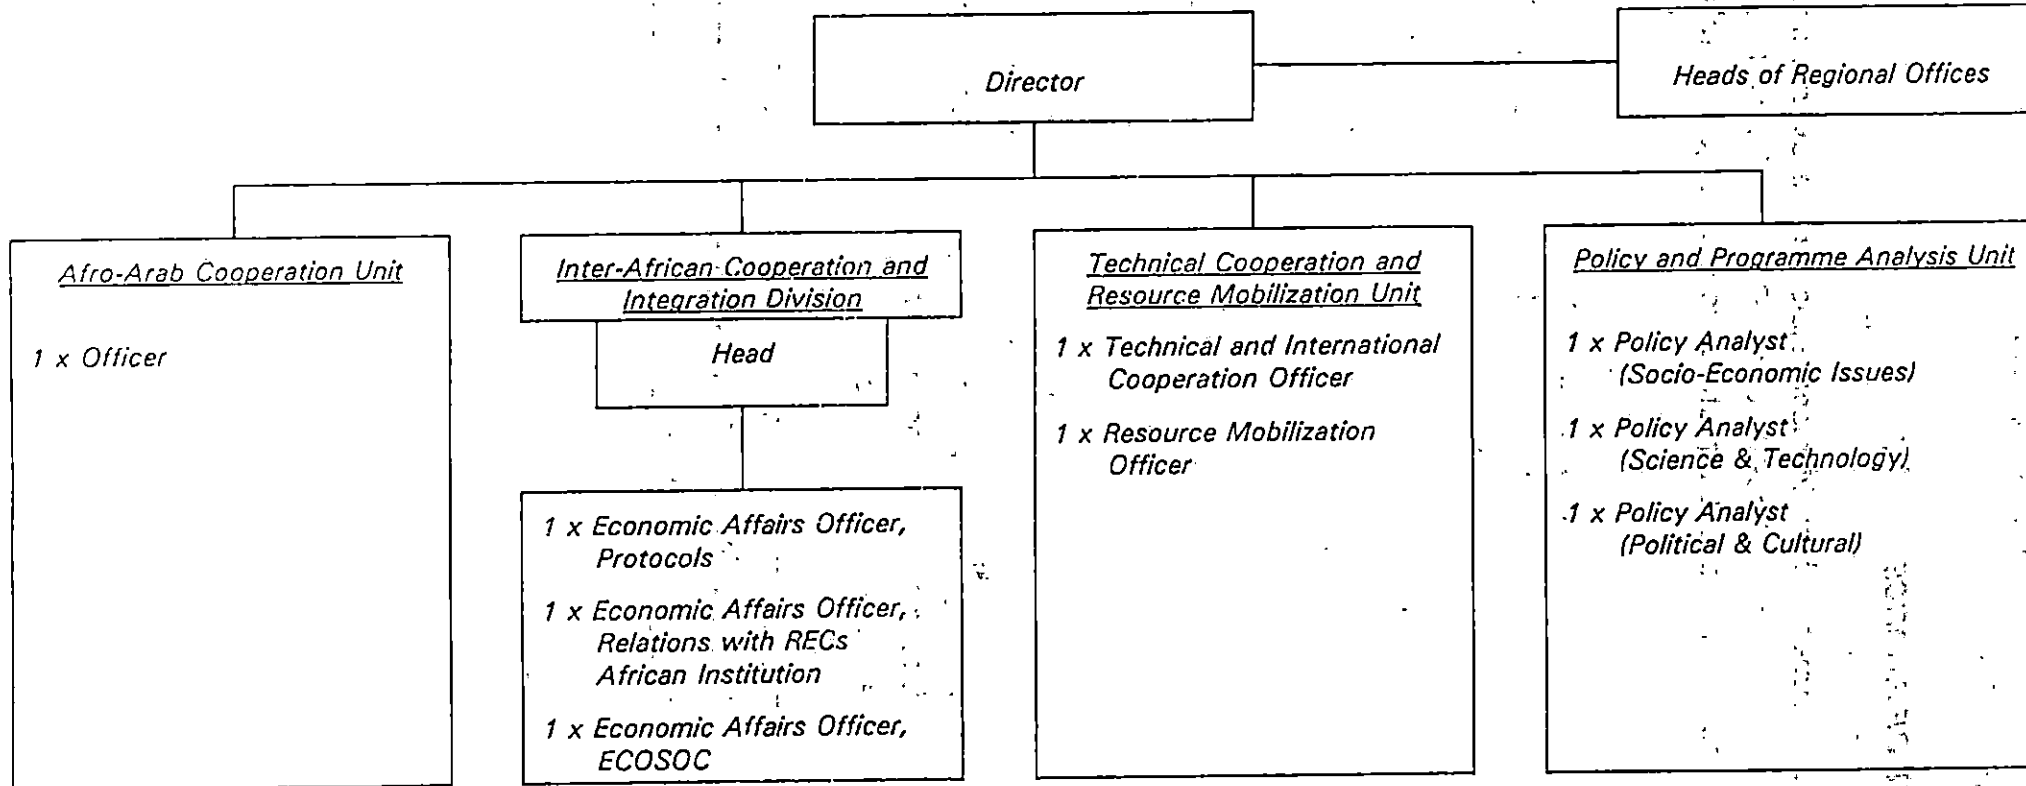 Director
Heads of Regional Offices
Afro-Arab Cooperation Unit
1 x Officer
Inter-African Cooperation and
Integration Division
Head
1 x Economic Affairs Officer,
Protocols
1 x Economic Affairs Officer,
Relations with RECs
African Institution
1 x Economic Affairs Officer,
ECOSOC
Technical Cooperation and
Resource Mobilization Unit
1 x Technical and International
Cooperation Officer
1 x Resource Mobilization
Officer
Policy and Programme Analysis Unit
1 x Policy Analyst
(Socio-Economic Issues)
1 x Policy Analyst
(Science & Technology)
1 x Policy Analyst
(Political & Cultural)